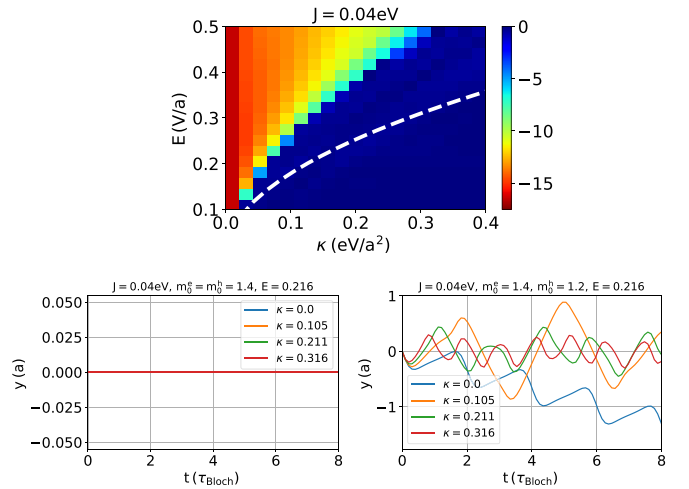 J = 0.04eV
0.5
0.4
0.3
0.2
0.1
E (V/a)
0.0
0.1
0.2
0.3
0.4
κ (eV/a²)
0
−5
−10
−15
J = 0.04eV, m₀ᵉ = m₀ʰ = 1.4, E = 0.216
0.050
0.025
0.000
−0.025
−0.050
y (a)
κ = 0.0
κ = 0.105
κ = 0.211
κ = 0.316
0
2
4
6
8
t (τ_Bloch)
J = 0.04eV, m₀ᵉ = 1.4, m₀ʰ = 1.2, E = 0.216
1
0
−1
y (a)
κ = 0.0
κ = 0.105
κ = 0.211
κ = 0.316
0
2
4
6
8
t (τ_Bloch)